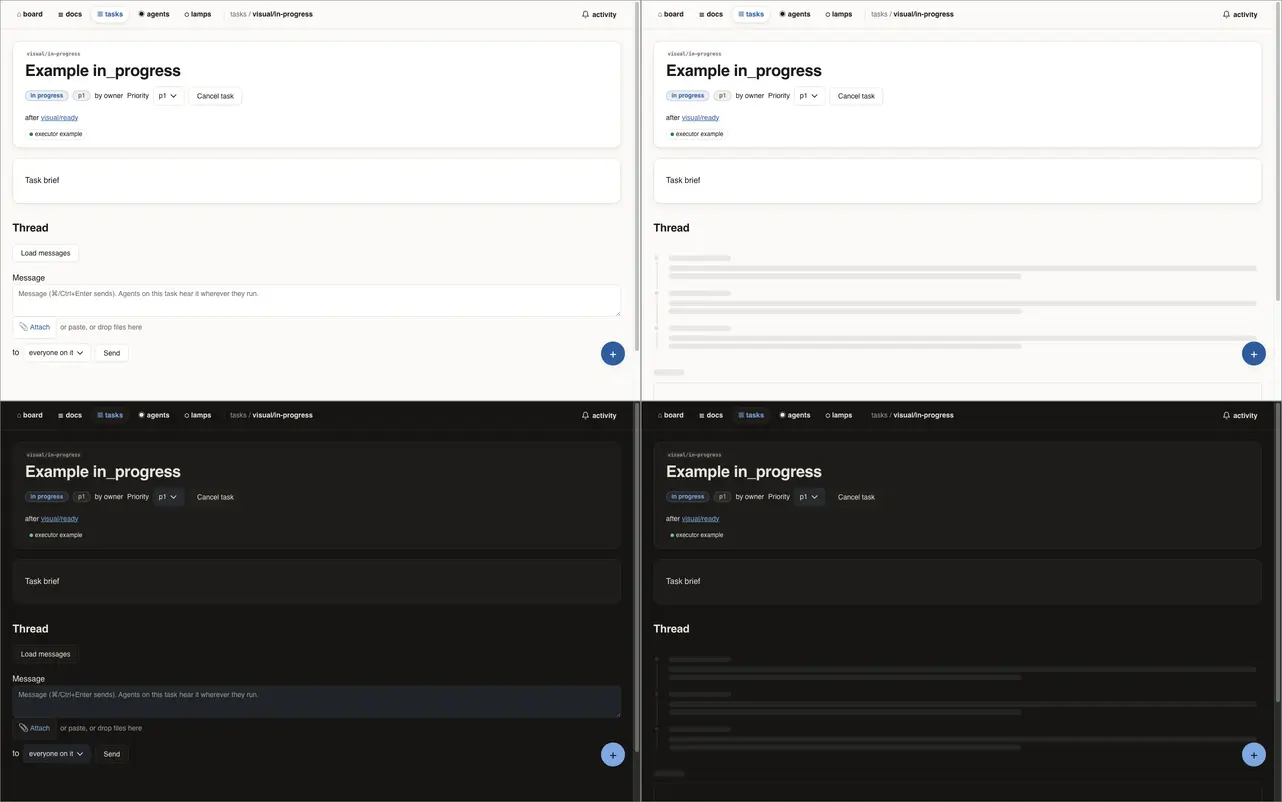 board docs tasks agents lamps tasks / visual/in-progress activity
visual/in-progress
Example in_progress
in progress p1 by owner Priority p1 Cancel task
after visual/ready
executor example
Task brief
Thread
Load messages
Message
Message (⌘/Ctrl+Enter sends). Agents on this task hear it wherever they run.
Attach or paste, or drop files here
to everyone on it Send
+
board docs tasks agents lamps tasks / visual/in-progress activity
visual/in-progress
Example in_progress
in progress p1 by owner Priority p1 Cancel task
after visual/ready
executor example
Task brief
Thread
+
board docs tasks agents lamps tasks / visual/in-progress activity
visual/in-progress
Example in_progress
in progress p1 by owner Priority p1 Cancel task
after visual/ready
executor example
Task brief
Thread
Load messages
Message
Message (⌘/Ctrl+Enter sends). Agents on this task hear it wherever they run.
Attach or paste, or drop files here
to everyone on it Send
+
board docs tasks agents lamps tasks / visual/in-progress activity
visual/in-progress
Example in_progress
in progress p1 by owner Priority p1 Cancel task
after visual/ready
executor example
Task brief
Thread
+